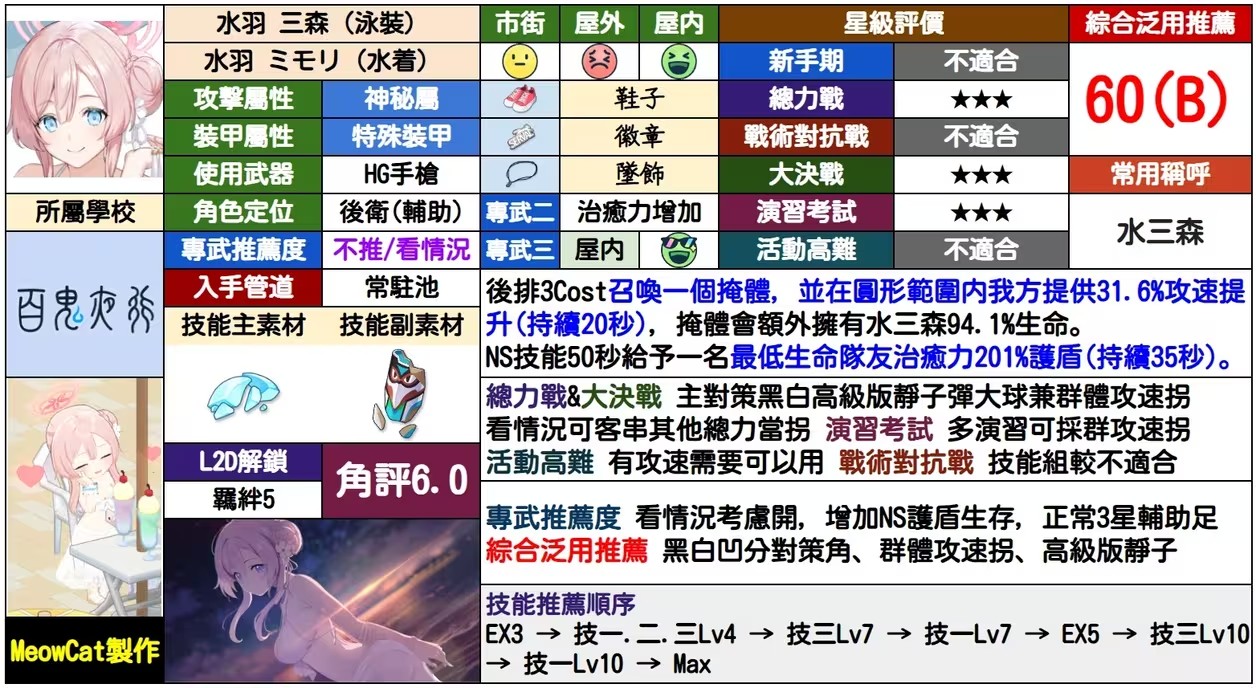 水羽 三森（泳裝）
水羽 ミモリ（水着）
攻擊屬性 神秘屬
裝甲屬性 特殊裝甲
使用武器 HG手槍
所屬學校
角色定位 後衛(輔助)
百鬼夜行
專武推薦度 不推/看情況
入手管道 常駐池
技能主素材 技能副素材
L2D解鎖
羈絆5
角評6.0
MeowCat製作
市街 屋外 屋内
鞋子
徽章
墜飾
專武二 治癒力增加
專武三 屋内
星級評價
新手期 不適合
總力戰 ★★★
戰術對抗戰 不適合
大決戰 ★★★
演習考試 ★★★
活動高難 不適合
綜合泛用推薦
60(B)
常用稱呼
水三森
後排3Cost召喚一個掩體, 並在圓形範圍内我方提供31.6%攻速提
升(持續20秒), 掩體會額外擁有水三森94.1%生命。
NS技能50秒給予一名最低生命隊友治癒力201%護盾(持續35秒)。
總力戰&大決戰 主對策黑白高級版靜子彈大球兼群體攻速拐
看情況可客串其他總力當拐 演習考試 多演習可採群攻速拐
活動高難 有攻速需要可以用 戰術對抗戰 技能組較不適合
專武推薦度 看情況考慮開, 增加NS護盾生存, 正常3星輔助足
綜合泛用推薦 黑白凹分對策角、群體攻速拐、高級版靜子
技能推薦順序
EX3 → 技一.二.三Lv4 → 技三Lv7 → 技一Lv7 → EX5 → 技三Lv10
→ 技一Lv10 → Max